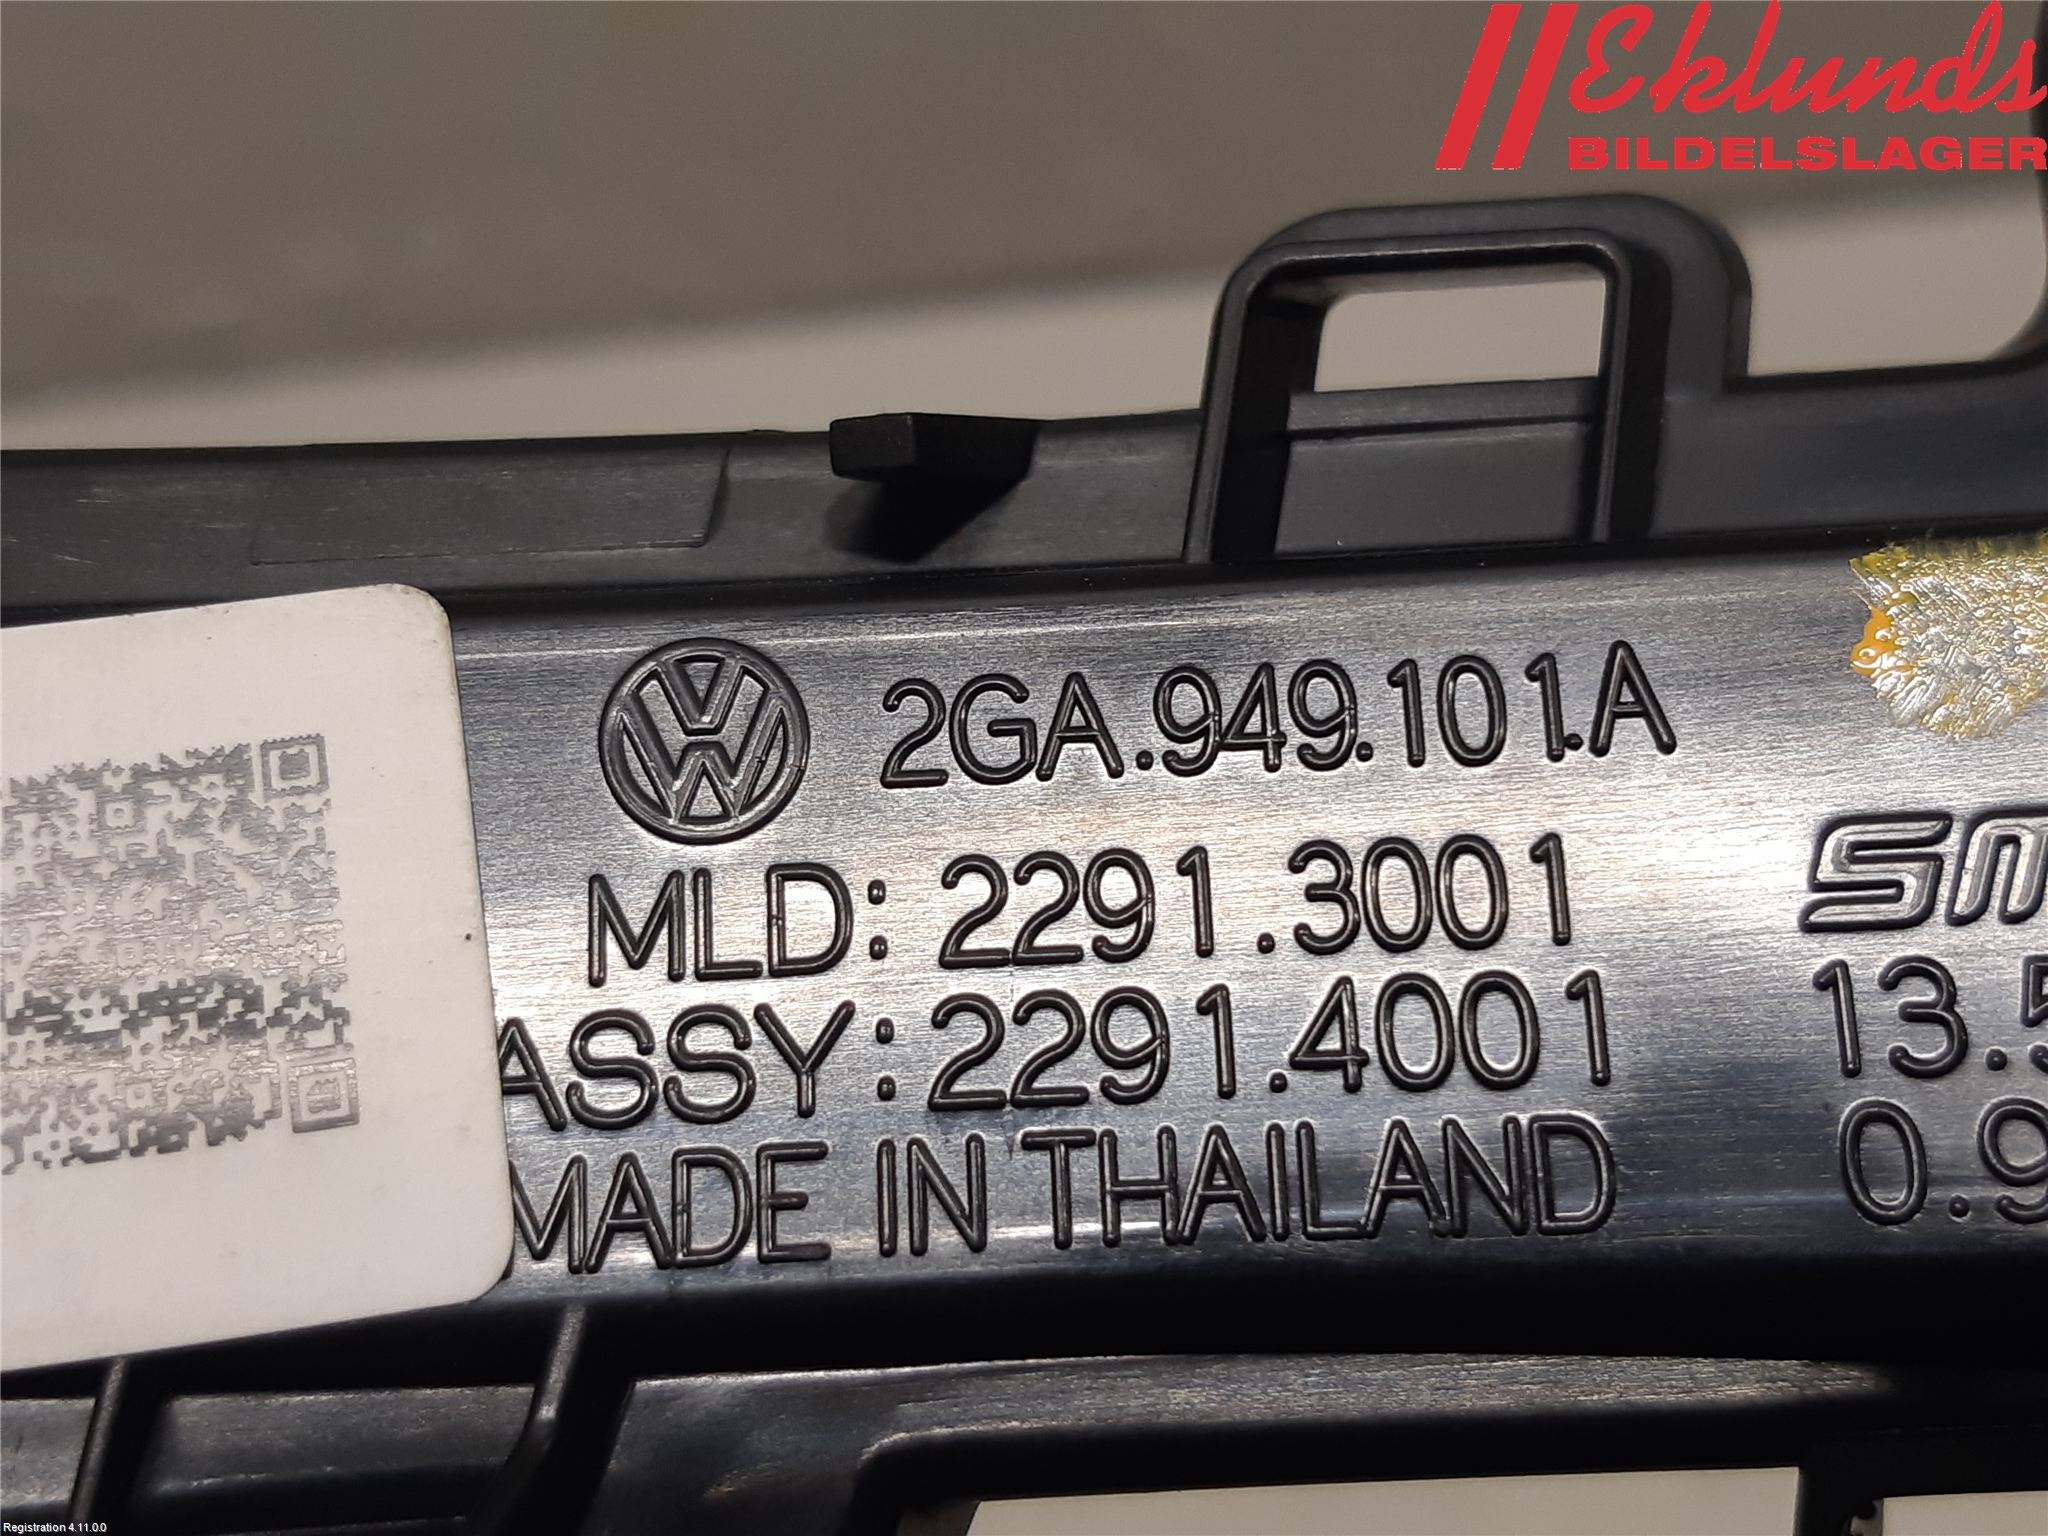 Eklunds
BILDELSLAGER
2GA.949.101.A
MLD: 2291.3001
ASSY: 2291.4001
MADE IN THAILAND
Registration 4.11.0.0